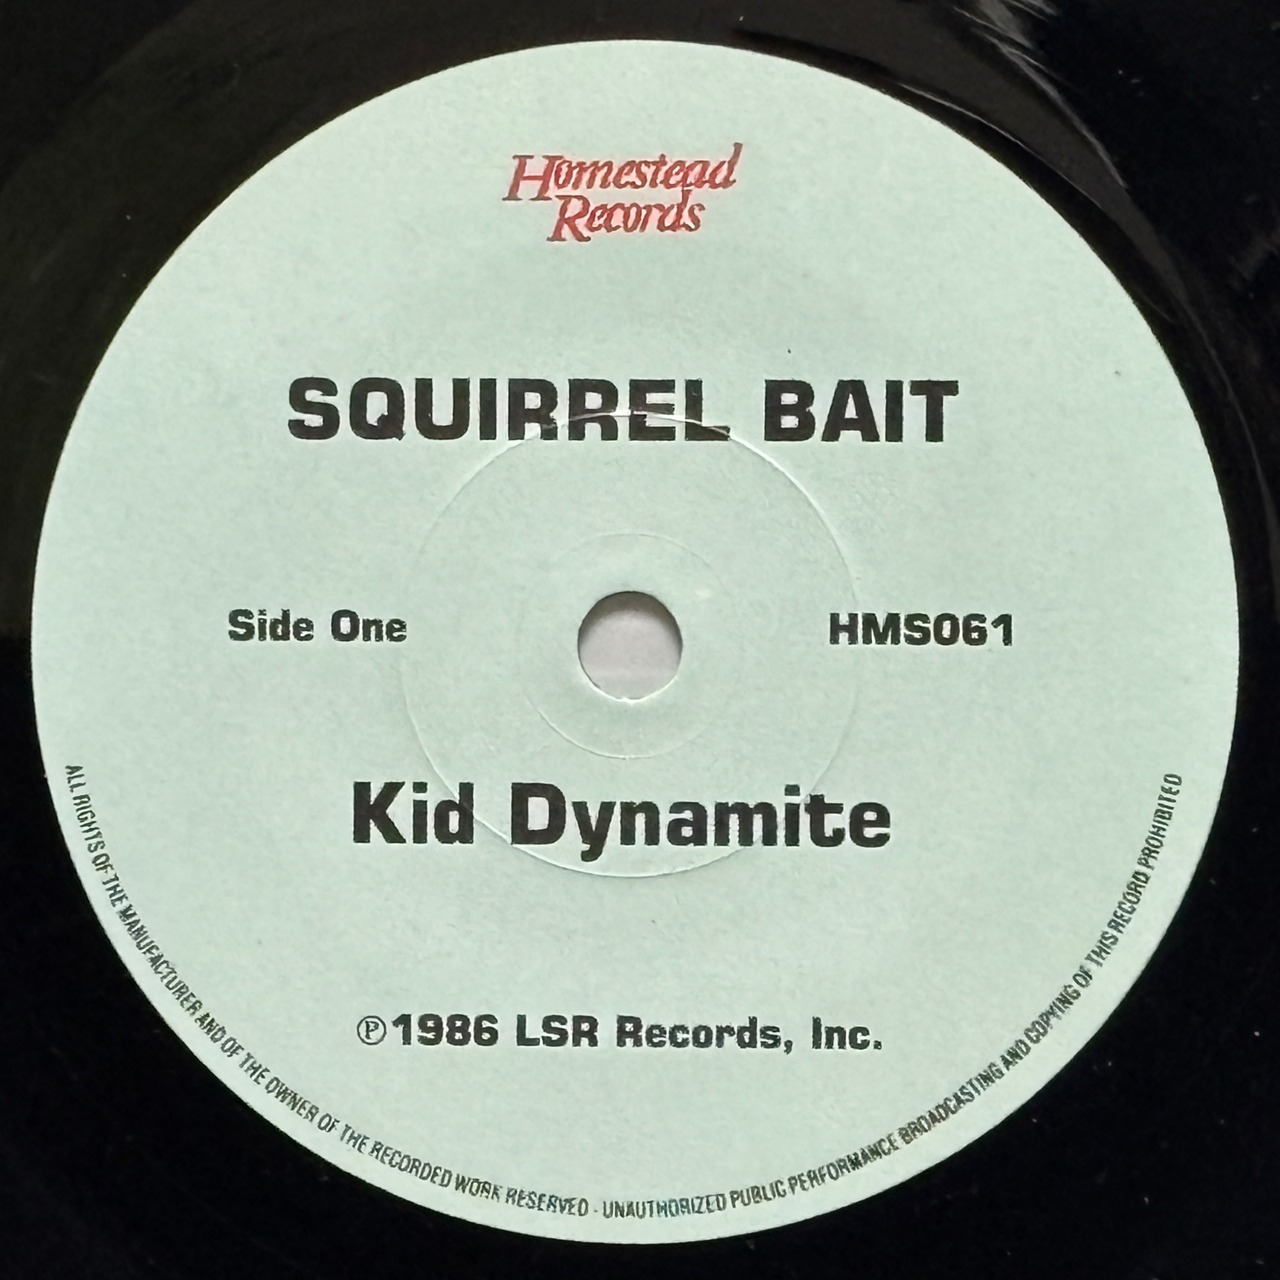 Homestead
Records
SQUIRREL BAIT
Side One
HMS061
Kid Dynamite
℗1986 LSR Records, Inc.
ALL RIGHTS OF THE MANUFACTURER AND OF THE OWNER OF THE RECORDED WORK RESERVED - UNAUTHORIZED PUBLIC PERFORMANCE BROADCASTING AND COPYING OF THIS RECORD PROHIBITED